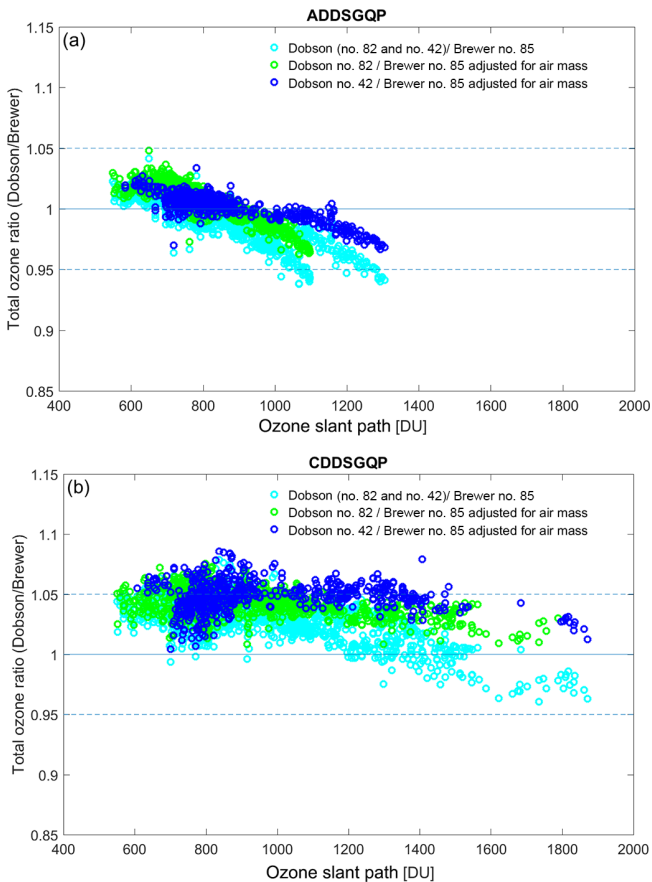 ADDSGQP
(a)
Dobson (no. 82 and no. 42)/ Brewer no. 85
Dobson no. 82 / Brewer no. 85 adjusted for air mass
Dobson no. 42 / Brewer no. 85 adjusted for air mass
Total ozone ratio (Dobson/Brewer)
1.15
1.1
1.05
1
0.95
0.9
0.85
400 600 800 1000 1200 1400 1600 1800 2000
Ozone slant path [DU]
CDDSGQP
(b)
Dobson (no. 82 and no. 42)/ Brewer no. 85
Dobson no. 82 / Brewer no. 85 adjusted for air mass
Dobson no. 42 / Brewer no. 85 adjusted for air mass
Total ozone ratio (Dobson/Brewer)
1.15
1.1
1.05
1
0.95
0.9
0.85
400 600 800 1000 1200 1400 1600 1800 2000
Ozone slant path [DU]